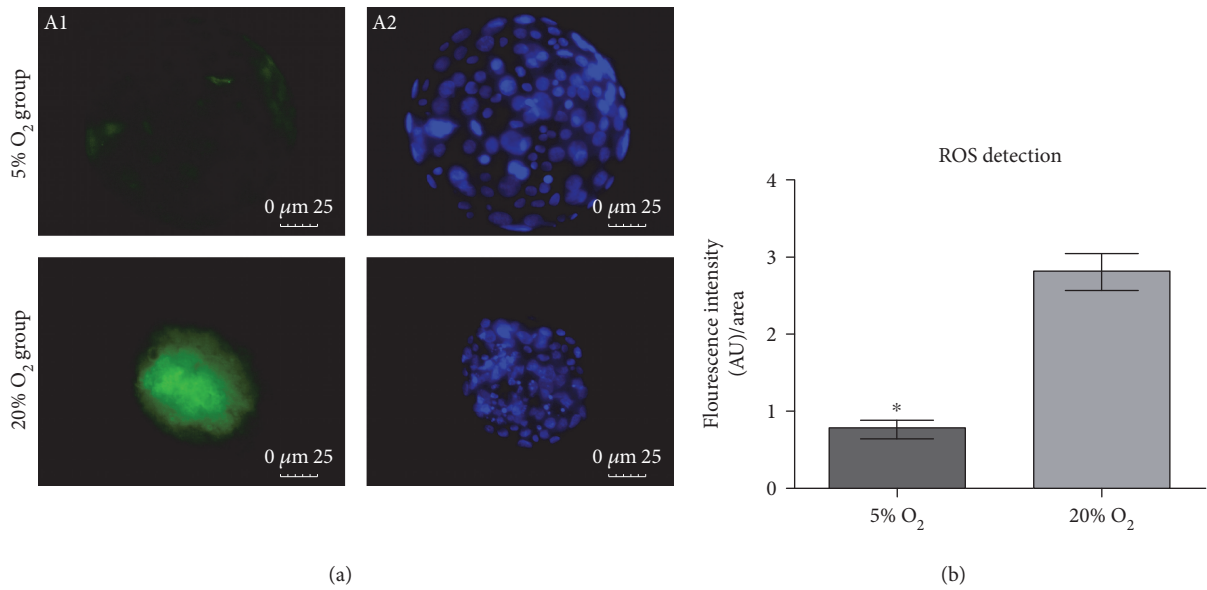 A1
A2
5% O₂ group
0 µm 25
0 µm 25
20% O₂ group
0 µm 25
0 µm 25
(a)
ROS detection
Flourescence intensity
(AU)/area
4
3
2
1
0
*
5% O₂
20% O₂
(b)